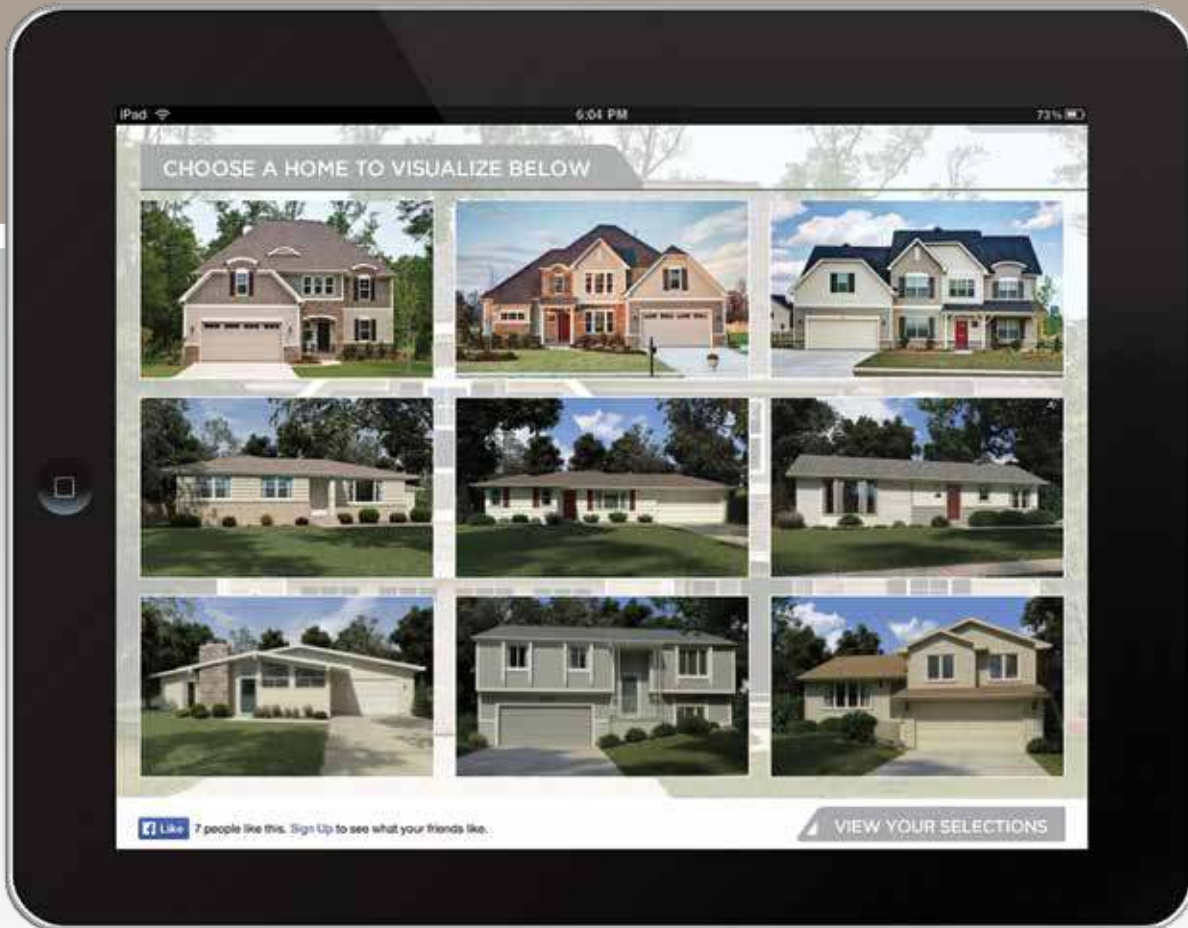 iPad
6:04 PM
73%
CHOOSE A HOME TO VISUALIZE BELOW
Like 7 people like this. Sign Up to see what your friends like.
VIEW YOUR SELECTIONS